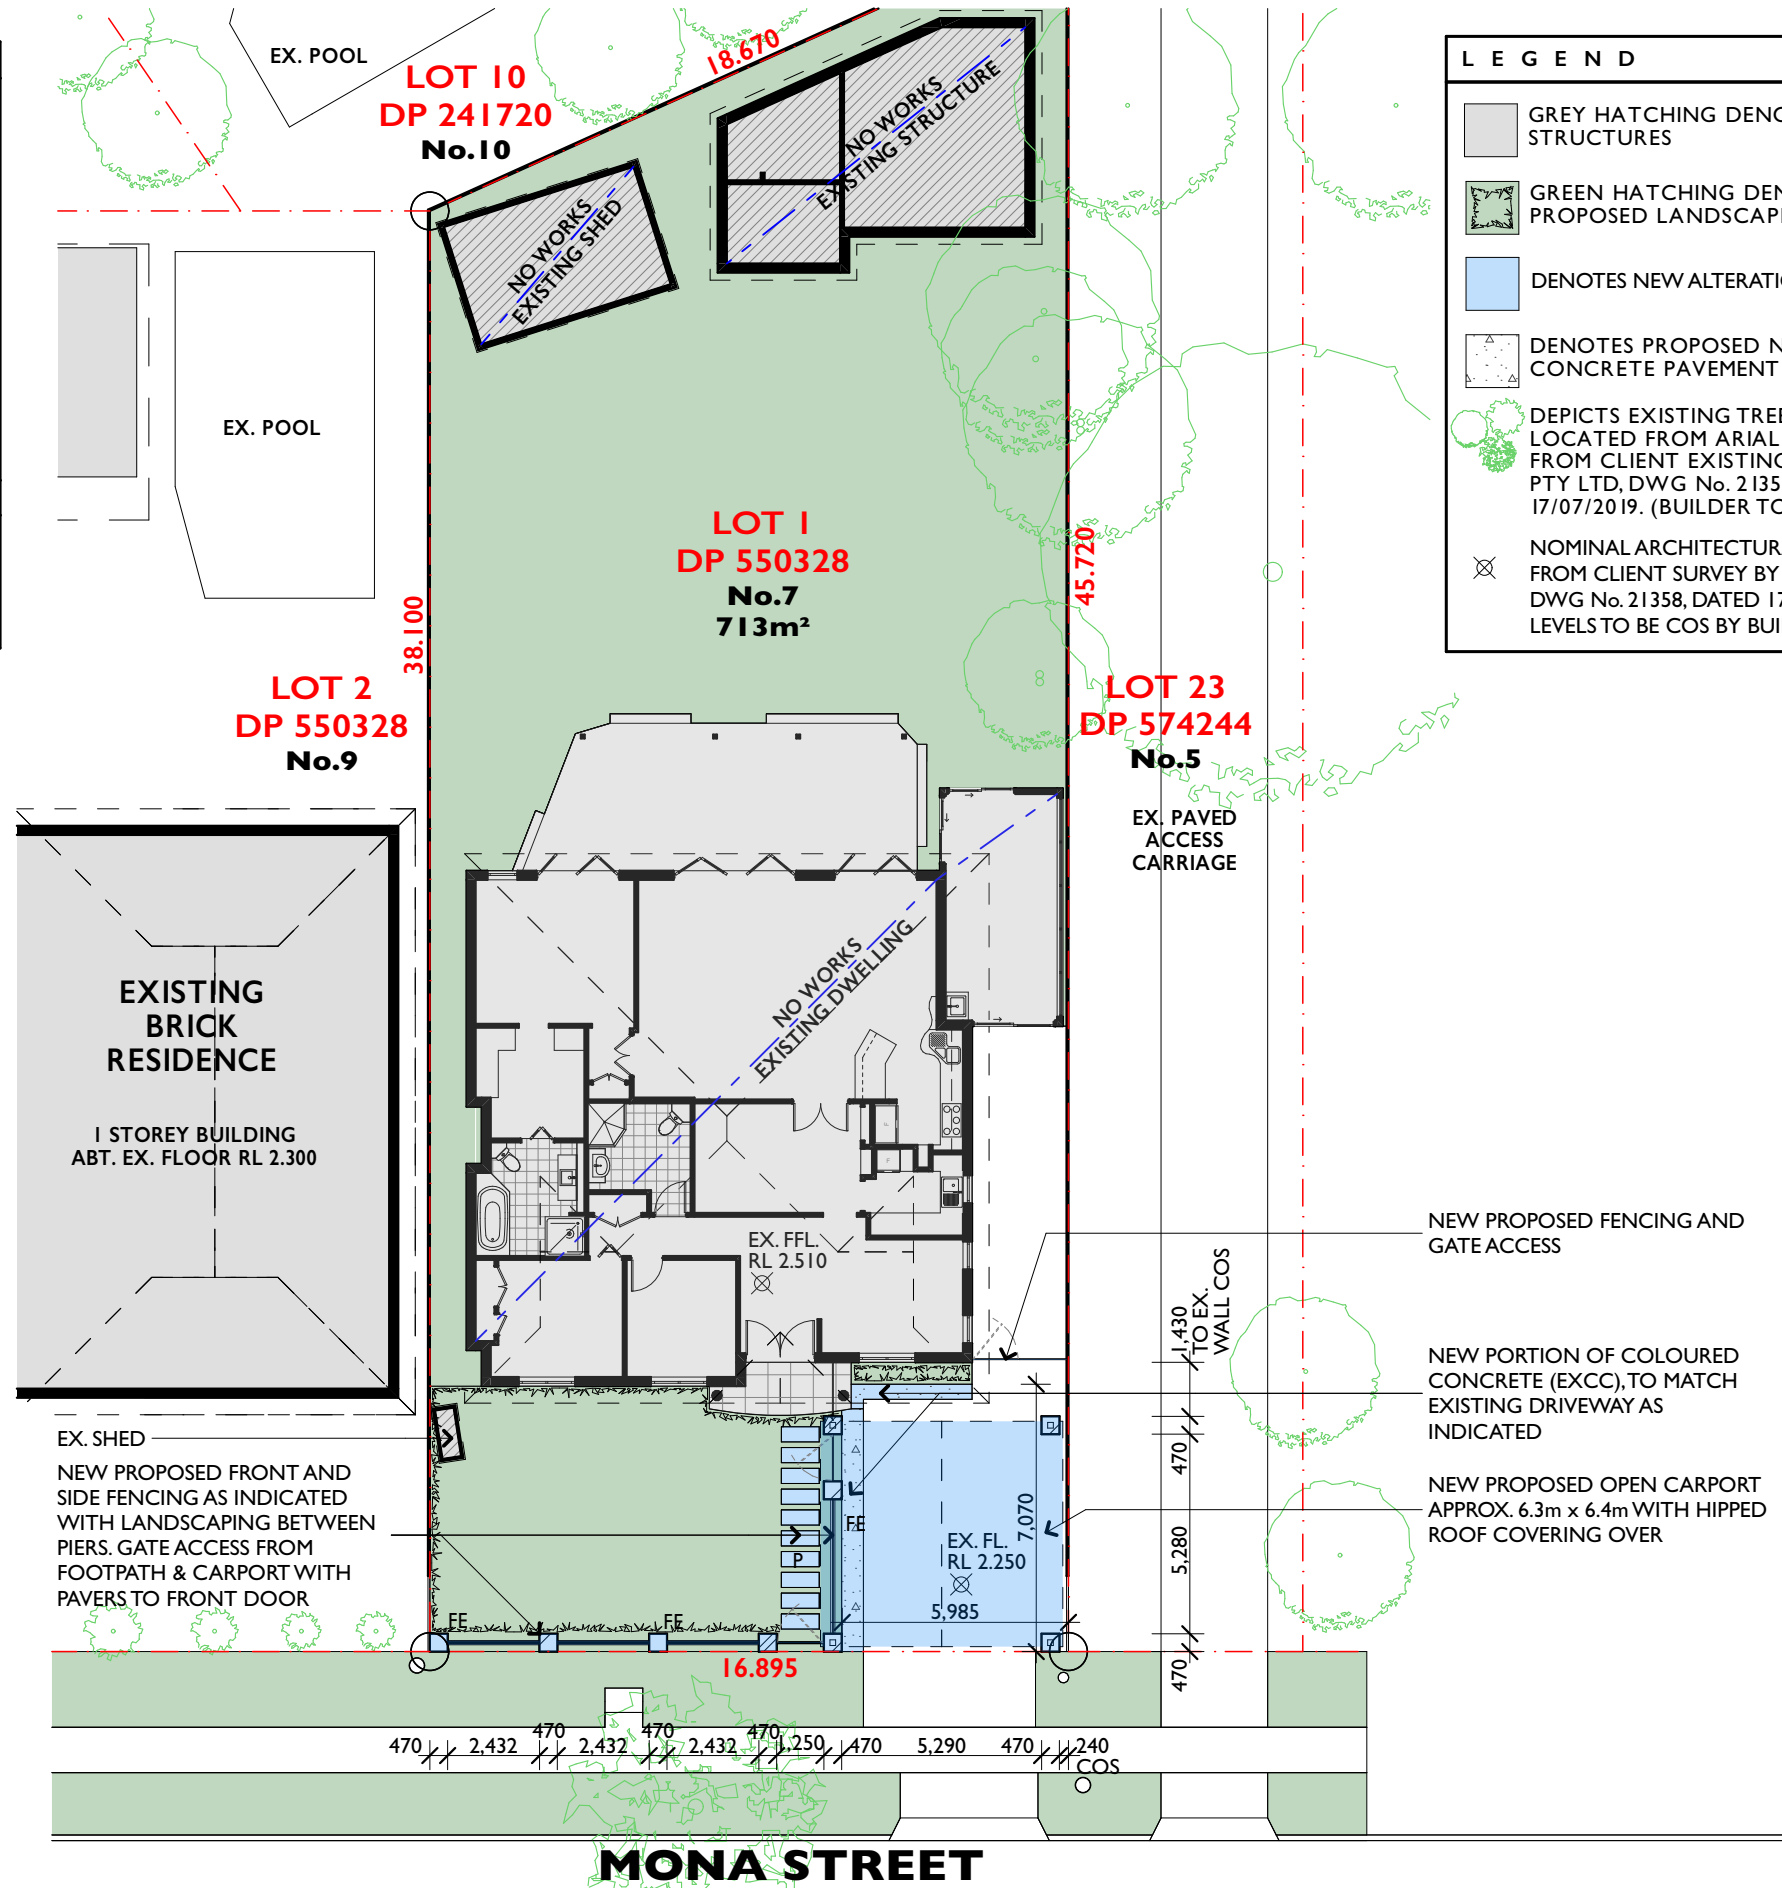 EX. POOL
LOT 10
DP 241720
No.10
18.670
NO WORKS
EXISTING STRUCTURE
NO WORKS
EXISTING SHED
EX. POOL
LOT 1
DP 550328
No.7
713m²
38.100
45.720
LOT 2
DP 550328
No.9
LOT 23
DP 574244
No.5
EX. PAVED
ACCESS
CARRIAGE
L E G E N D
GREY HATCHING
STRUCTURES
GREEN HATCHING
PROPOSED
DENOTES NEW
DENOTES PROPOSED
CONCRETE PAVEMENT
DEPICTS EXISTING
LOCATED FROM ARIAL
FROM CLIENT
PTY LTD, DWG No.
17/07/2019. (BUILDER TO
NOMINAL
FROM CLIENT SURVEY BY
DWG No. 21358, DATED
LEVELS TO BE COS BY
EXISTING
BRICK
RESIDENCE
1 STOREY BUILDING
ABT. EX. FLOOR RL 2.300
NO WORKS
EXISTING DWELLING
F
F
EX. FFL.
RL 2.510
NEW PROPOSED FENCING AND
GATE ACCESS
1,430
TO EX.
WALL COS
NEW PORTION OF COLOURED
CONCRETE (EXCC), TO MATCH
EXISTING DRIVEWAY AS
INDICATED
EX. SHED
NEW PROPOSED FRONT AND
SIDE FENCING AS INDICATED
WITH LANDSCAPING BETWEEN
PIERS. GATE ACCESS FROM
FOOTPATH & CARPORT WITH
PAVERS TO FRONT DOOR
NEW PROPOSED OPEN CARPORT
APPROX. 6.3m x 6.4m WITH HIPPED
ROOF COVERING OVER
FE
P
EX. FL.
RL 2.250
7,070
5,985
470
5,280
470
FE
FE
16.895
470 2,432 470 2,432 470 2,432 470 1,250 470 5,290 470 240
COS
MONA STREET